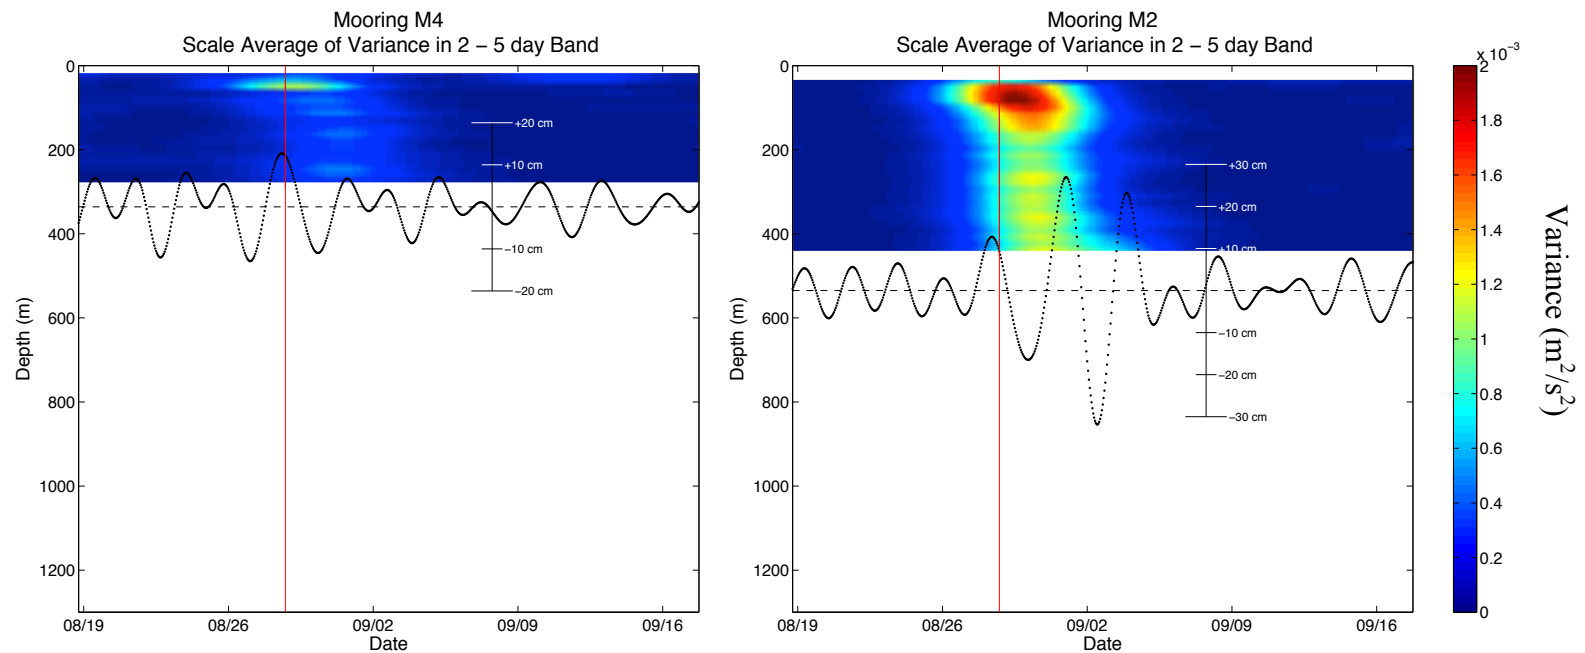 Mooring M4
Scale Average of Variance in 2 − 5 day Band
0
200
400
600
800
1000
1200
Depth (m)
+20 cm
+10 cm
−10 cm
−20 cm
08/19
08/26
09/02
09/09
09/16
Date
Mooring M2
Scale Average of Variance in 2 − 5 day Band
0
200
400
600
800
1000
1200
Depth (m)
+30 cm
+20 cm
+10 cm
−10 cm
−20 cm
−30 cm
08/19
08/26
09/02
09/09
09/16
Date
x 10⁻³
2
1.8
1.6
1.4
1.2
1
0.8
0.6
0.4
0.2
0
Variance (m²/s²)